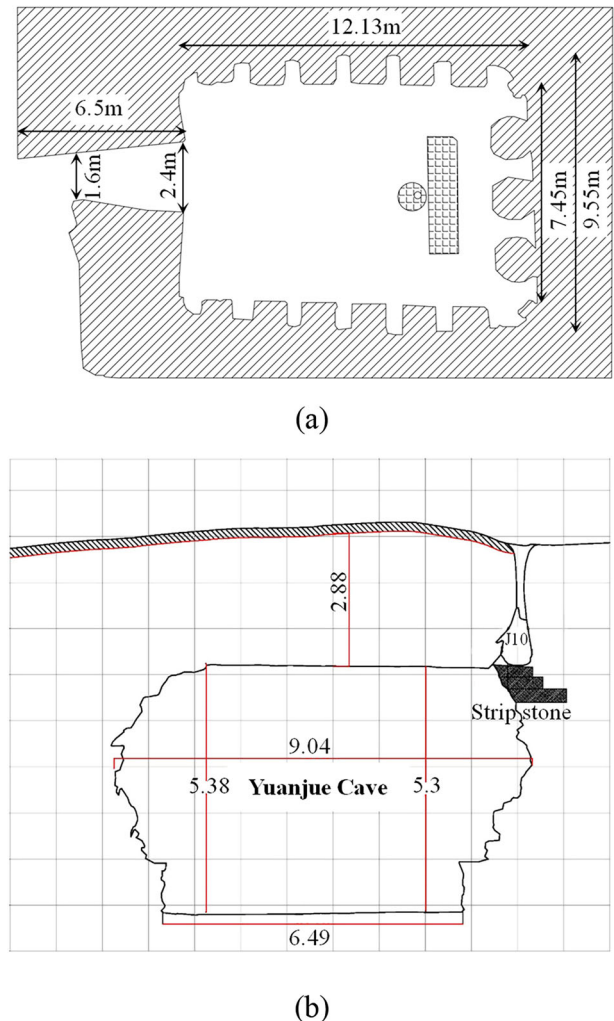 12.13m
6.5m
1.6m
2.4m
7.45m
9.55m
(a)
2.88
J10
Strip stone
9.04
5.38
Yuanjue Cave
5.3
6.49
(b)